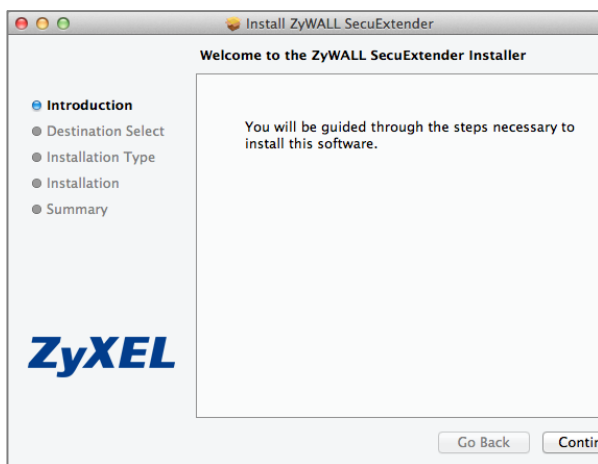 Install ZyWALL SecuExtender
Welcome to the ZyWALL SecuExtender Installer
Introduction
Destination Select
Installation Type
Installation
Summary
You will be guided through the steps necessary to
install this software.
ZyXEL
Go Back